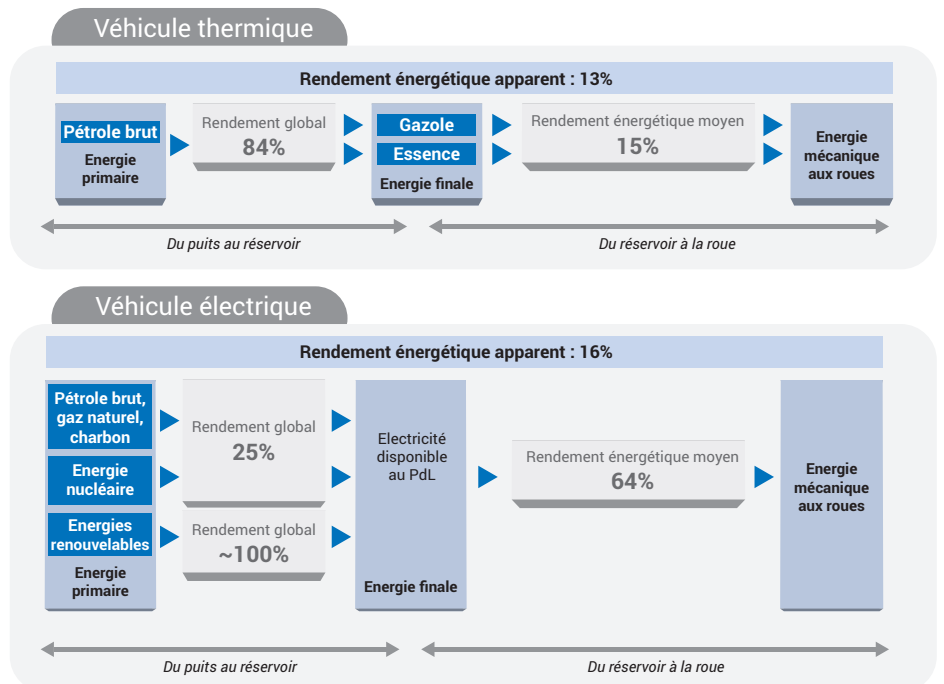 Véhicule thermique
Rendement énergétique apparent : 13%
Pétrole brut
Energie
primaire
Rendement global
84%
Gazole
Essence
Energie finale
Rendement énergétique moyen
15%
Energie
mécanique
aux roues
Du puits au réservoir
Du réservoir à la roue
Véhicule électrique
Rendement énergétique apparent : 16%
Pétrole brut,
gaz naturel,
charbon
Energie
nucléaire
Energies
renouvelables
Energie
primaire
Rendement global
25%
Rendement global
~100%
Electricité
disponible
au PdL
Energie finale
Rendement énergétique moyen
64%
Energie
mécanique
aux roues
Du puits au réservoir
Du réservoir à la roue